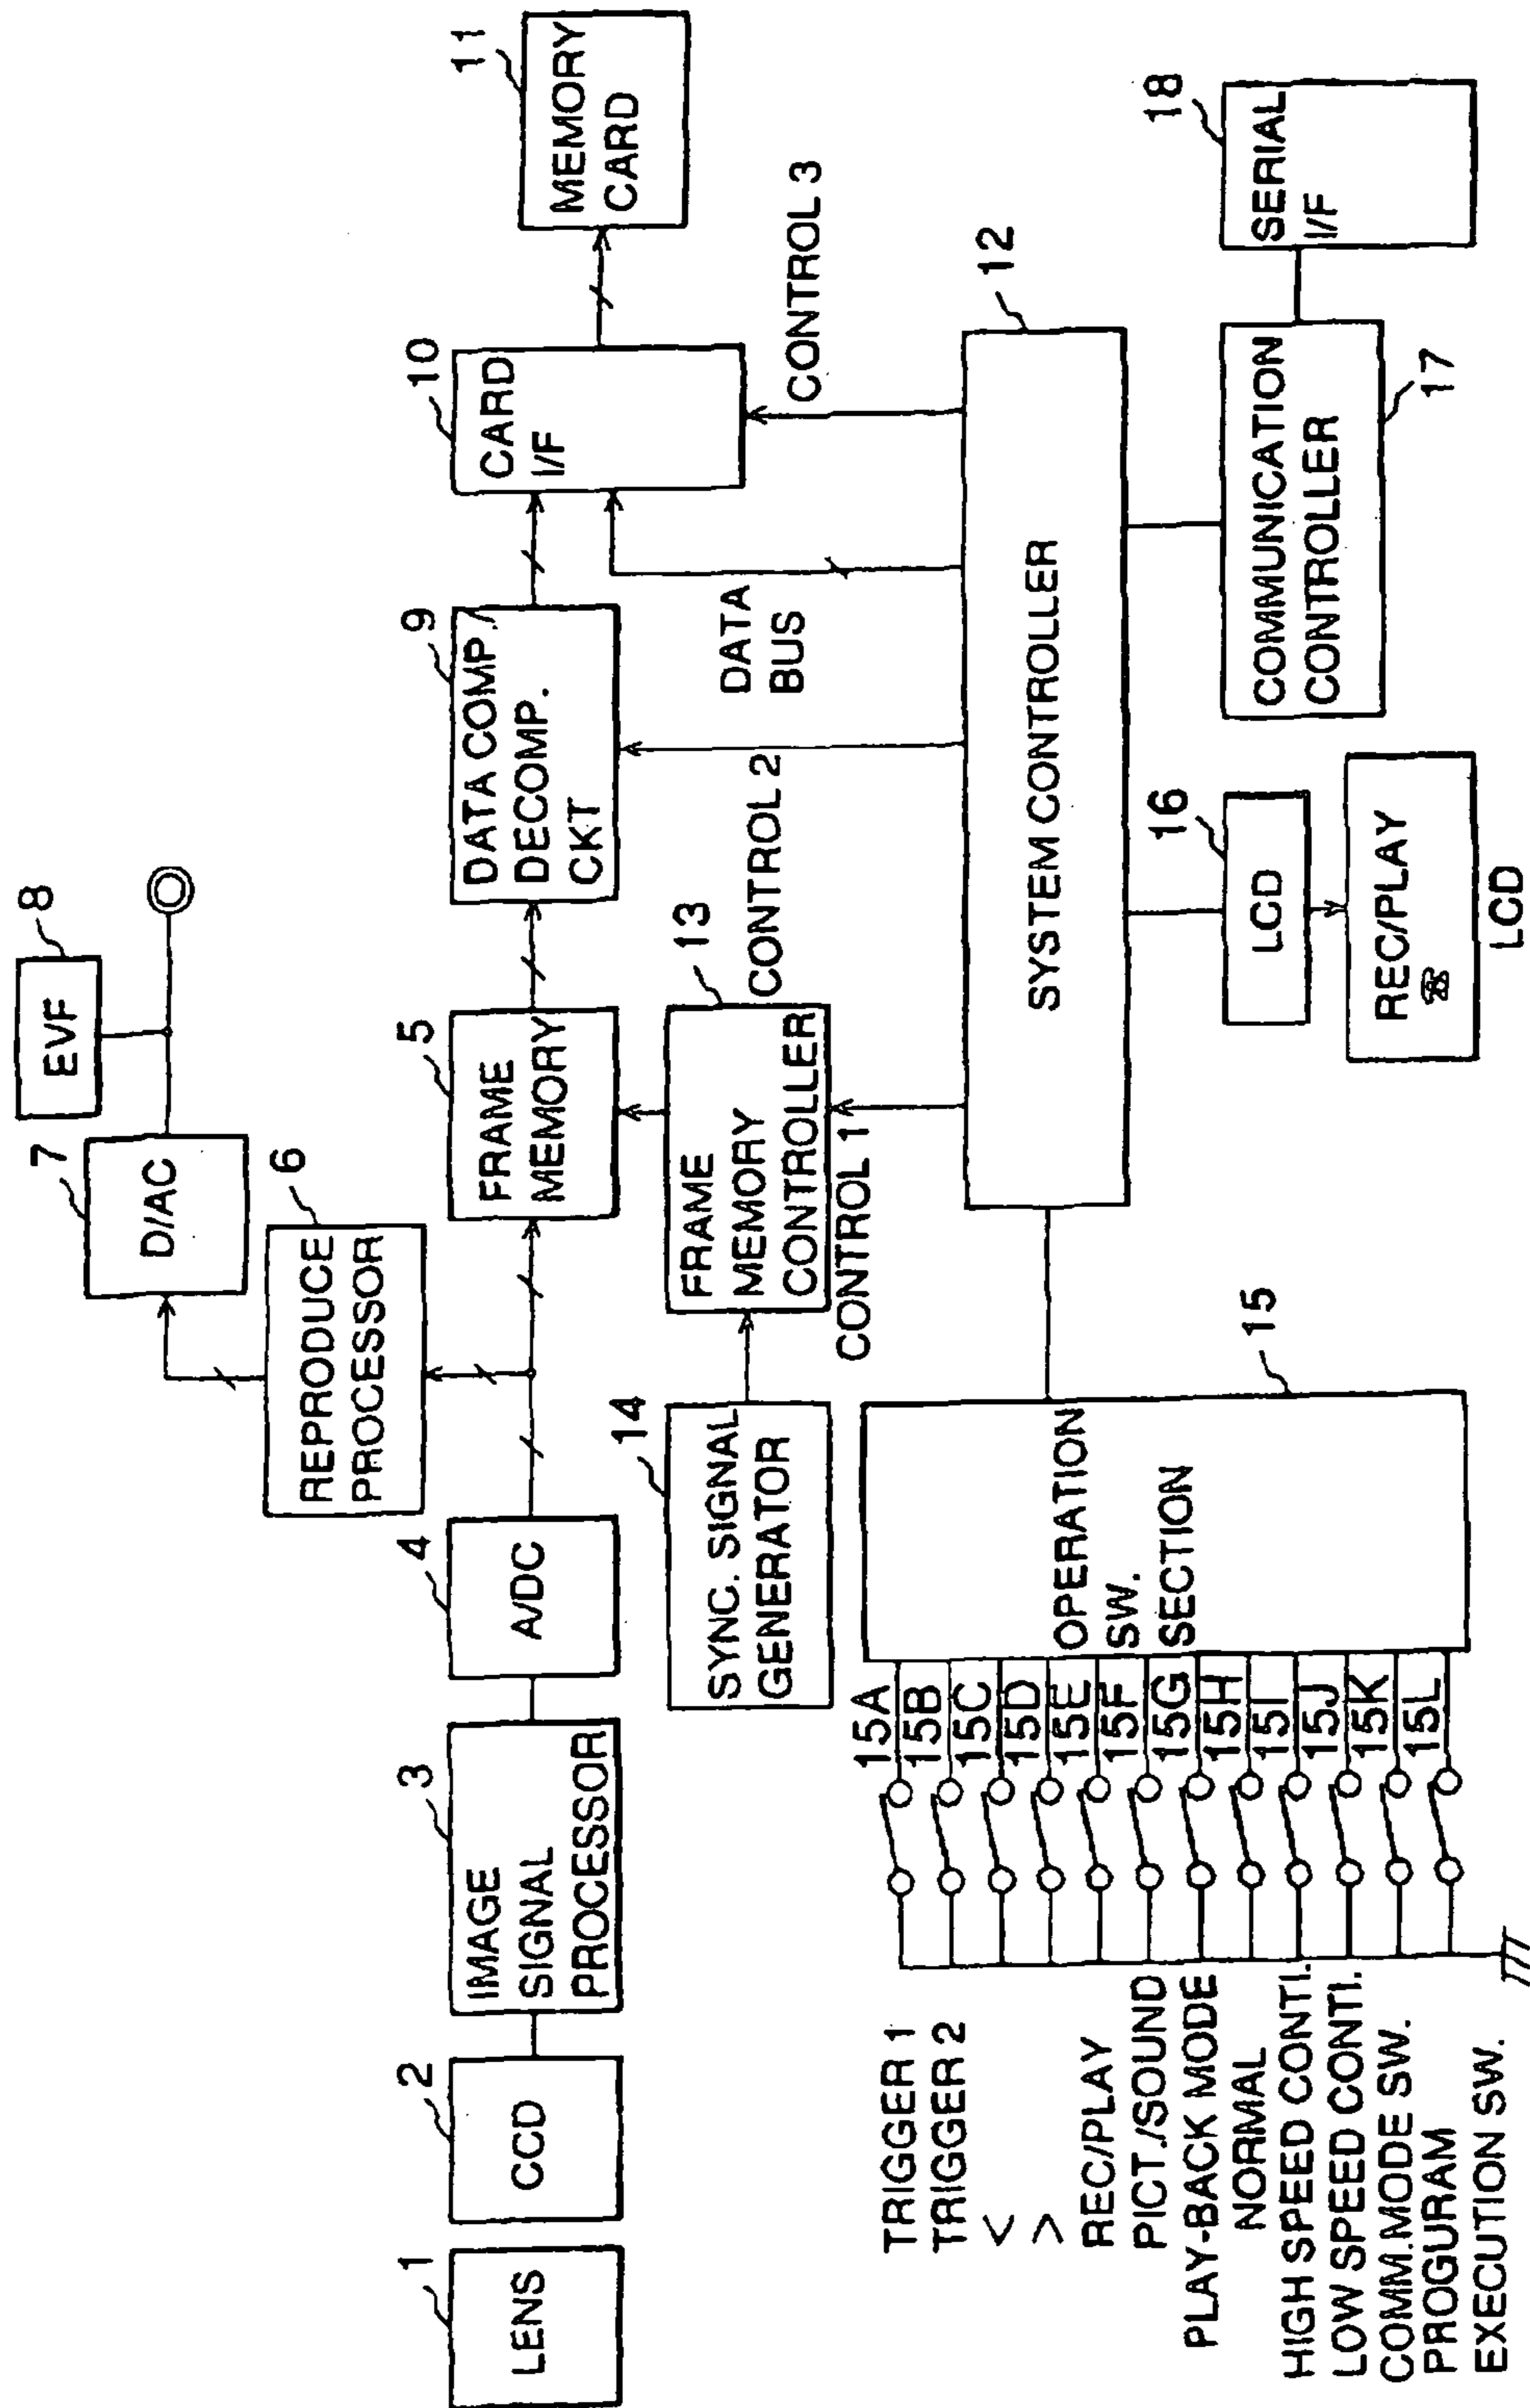 8
EVF
7
D/AC
6
REPRODUCE
PROCESSOR
1
LENS
2
CCD
3
IMAGE
SIGNAL
PROCESSOR
4
A/DC
5
FRAME
MEMORY
9
DATA COMP./
DECOMP.
CKT
10
CARD
I/F
11
MEMORY
CARD
14
SYNC. SIGNAL
GENERATOR
13
FRAME
MEMORY
CONTROLLER
CONTROL 1
CONTROL 2
DATA
BUS
CONTROL 3
12
SYSTEM CONTROLLER
15
OPERATION
SW.
SECTION
TRIGGER 1
15A
TRIGGER 2
15B
<
15C
>
15D
REC/PLAY
15E
PICT./SOUND
15F
PLAY-BACK MODE
15G
NORMAL
15H
HIGH SPEED CONTI.
15I
LOW SPEED CONTI.
15J
COMM.MODE SW.
15K
PROGURAM
EXECUTION SW.
15L
16
LCD
REC/PLAY
☎
LCD
COMMUNICATION
CONTROLLER
17
18
SERIAL
I/F